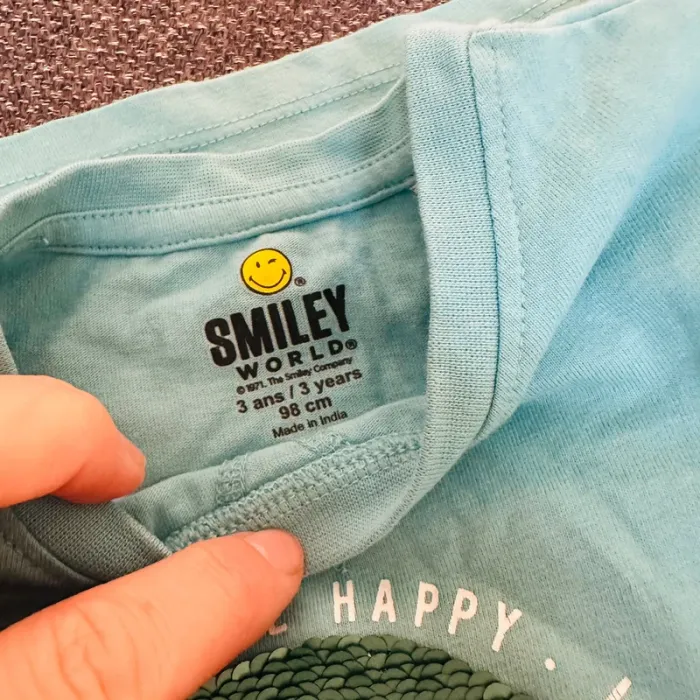 ®
SMILEY
WORLD®
©1971. The Smiley Company
3 ans / 3 years
98 cm
Made in India
HAPPY.